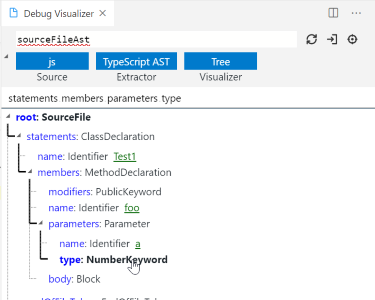 Debug Visualizer
sourceFileAst
js TypeScript AST Tree
Source Extractor Visualizer
statements members parameters type
root: SourceFile
statements: ClassDeclaration
name: Identifier Test1
members: MethodDeclaration
modifiers: PublicKeyword
name: Identifier foo
parameters: Parameter
name: Identifier a
type: NumberKeyword
body: Block